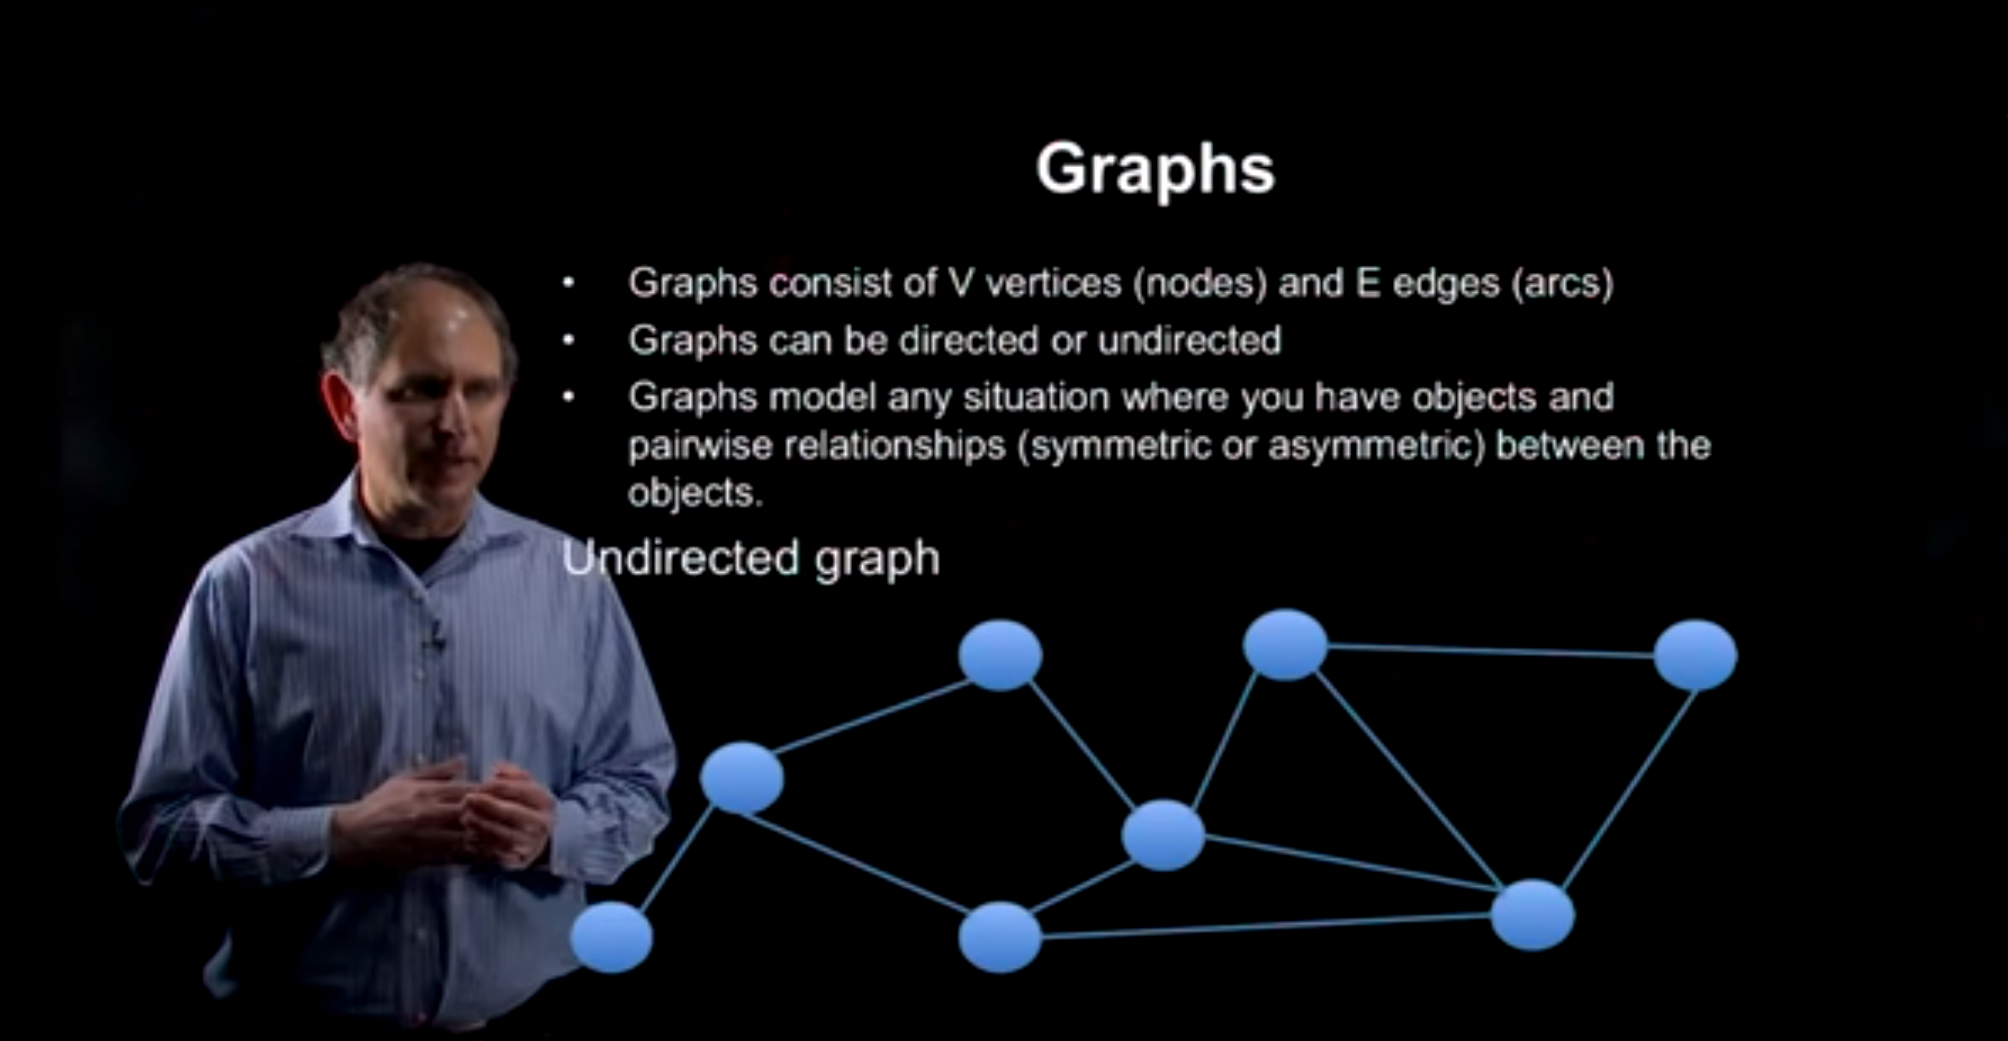 Graphs
• Graphs consist of V vertices (nodes) and E edges (arcs)
• Graphs can be directed or undirected
• Graphs model any situation where you have objects and
pairwise relationships (symmetric or asymmetric) between the
objects.
Undirected graph